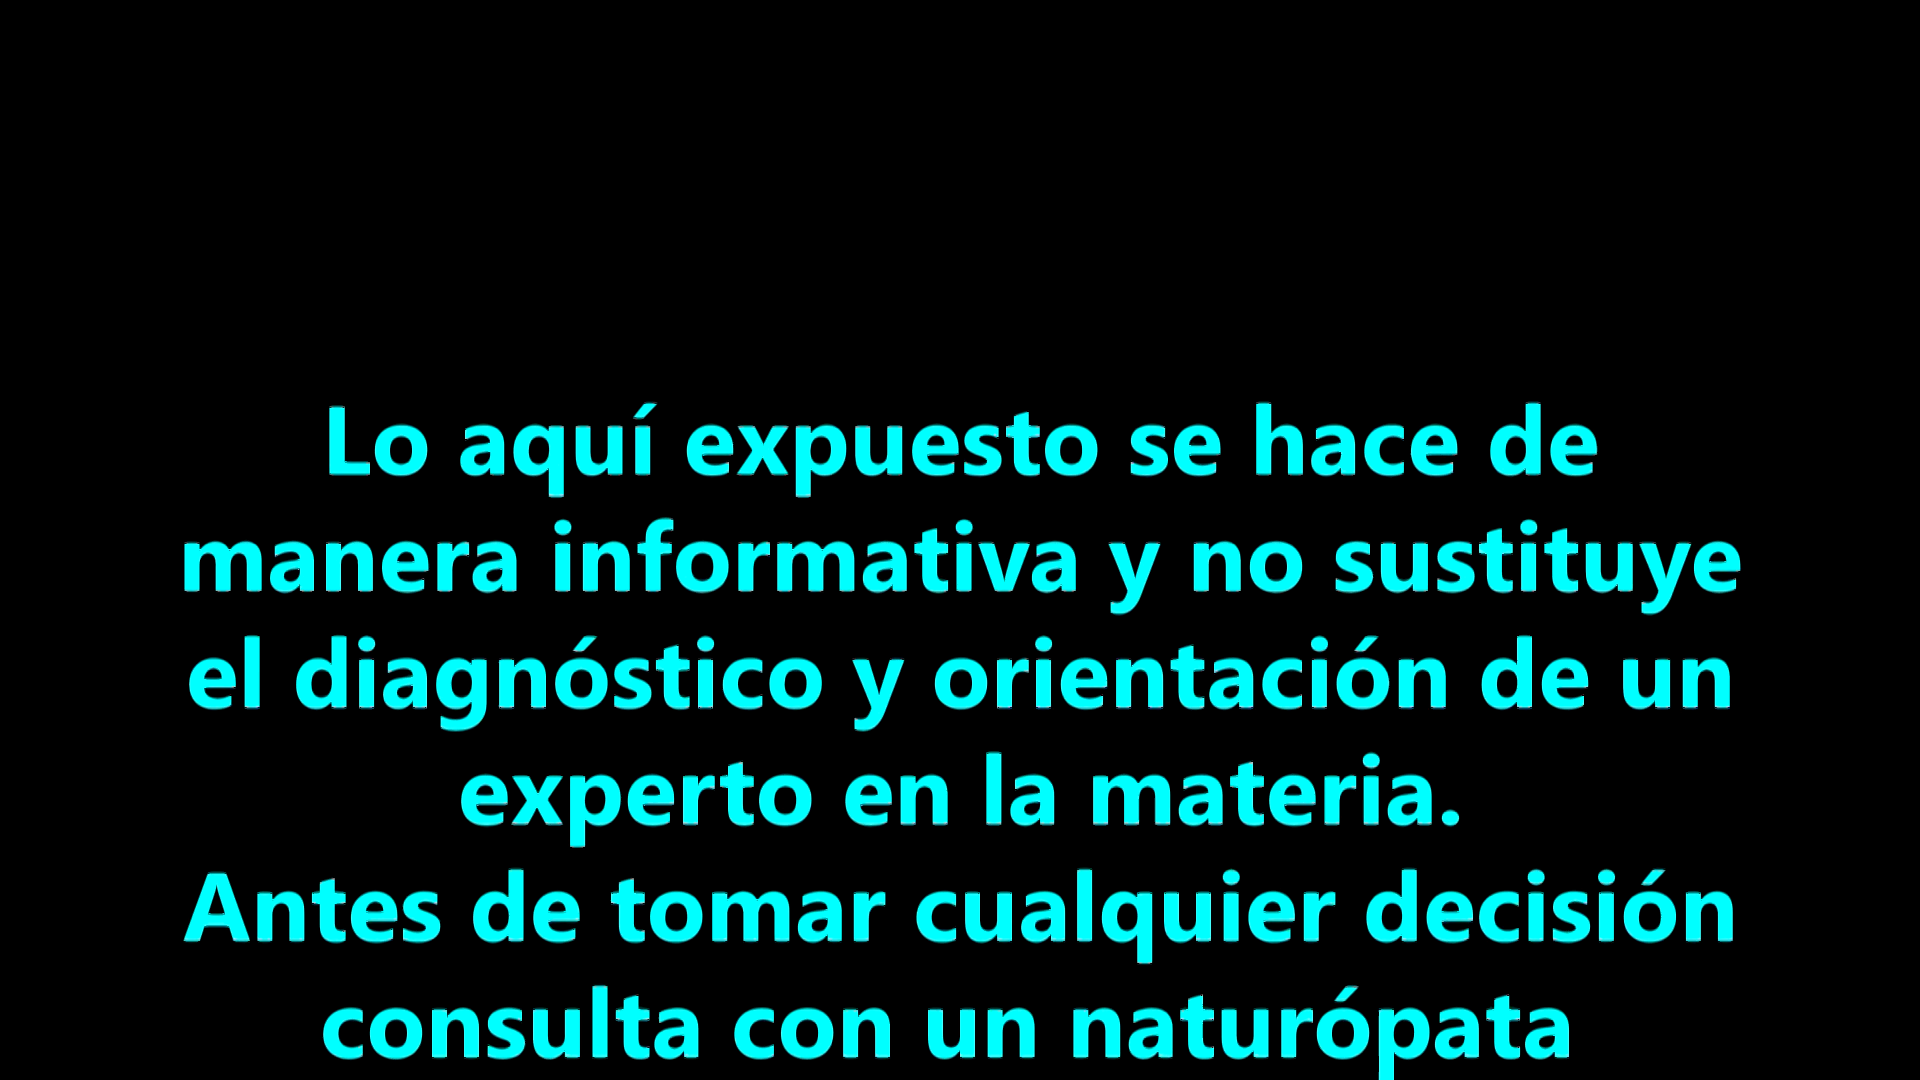 Lo aquí expuesto se hace de
manera informativa y no sustituye
el diagnóstico y orientación de un
experto en la materia.
Antes de tomar cualquier decisión
consulta con un naturópata